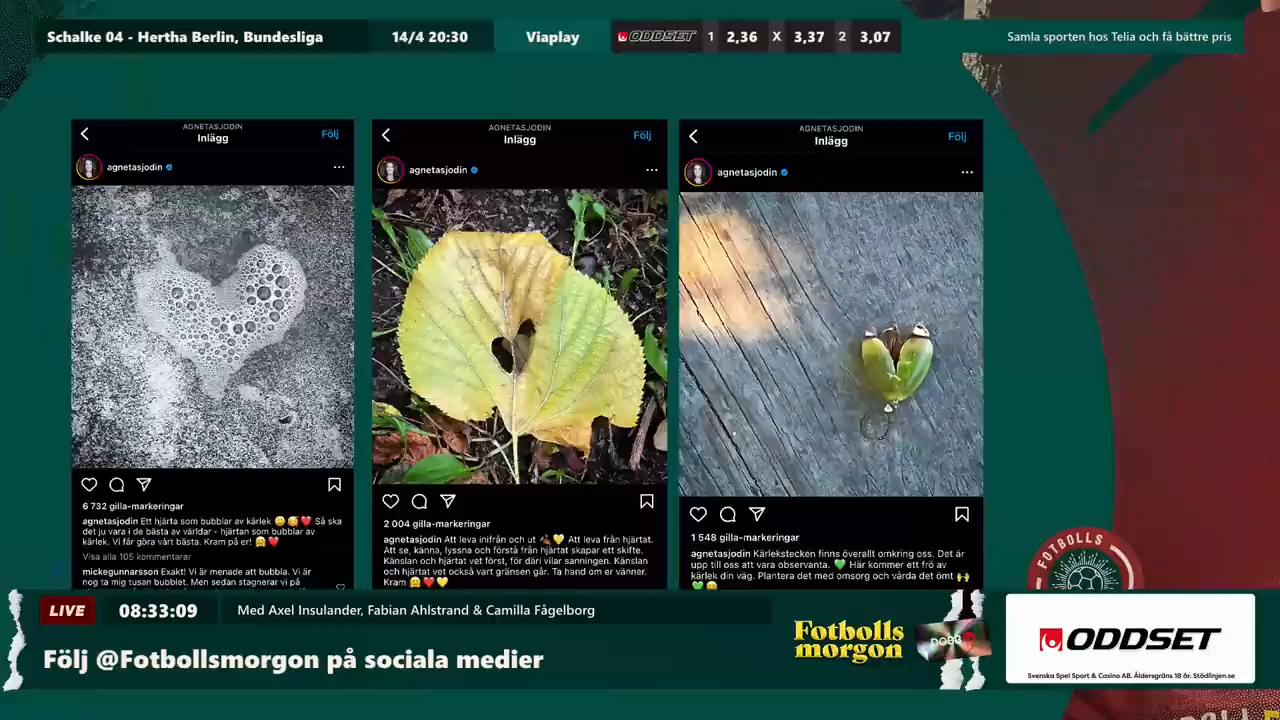 Schalke 04 - Hertha Berlin, Bundesliga 14/4 20:30 Viaplay ODDSET 1 2,36 X 3,37 2 3,07 Samla sporten hos Telia och få bättre pris
AGNETASJODIN
Inlägg Följ
agnetasjodin
6 732 gilla-markeringar
agnetasjodin Ett hjärta som bubblar av kärlek 😀🥰❤️ Så ska
det ju vara i de bästa av världar - hjärtan som bubblar av
kärlek. Vi får göra vårt bästa. Kram på er! 🤗❤️
Visa alla 105 kommentarer
mickegunnarsson Exakt! Vi är menade att bubbla. Vi är
nog ta mig tusan bubblet. Men sedan stagnerar vi på
AGNETASJODIN
Inlägg Följ
agnetasjodin
2 004 gilla-markeringar
agnetasjodin Att leva inifrån och ut 🍂💛 Att leva från hjärtat.
Att se, känna, lyssna och förstå från hjärtat skapar ett skifte.
Känslan och hjärtat vet först, för däri vilar sanningen. Känslan
och hjärtat vet också vart gränsen går. Ta hand om er vänner.
Kram 🤗❤️💛
AGNETASJODIN
Inlägg Följ
agnetasjodin
1 548 gilla-markeringar
agnetasjodin Kärlekstecken finns överallt omkring oss. Det är
upp till oss att vara observanta. 💚 Här kommer ett frö av
kärlek din väg. Plantera det med omsorg och vårda det ömt 🙌
💚🤗
FOTBOLLS
LIVE 08:33:09 Med Axel Insulander, Fabian Ahlstrand & Camilla Fågelborg
Följ @Fotbollsmorgon på sociala medier
Fotbolls
morgon
ODDSET
Svenska Spel Sport & Casino AB. Åldersgräns 18 år. Stödlinjen.se